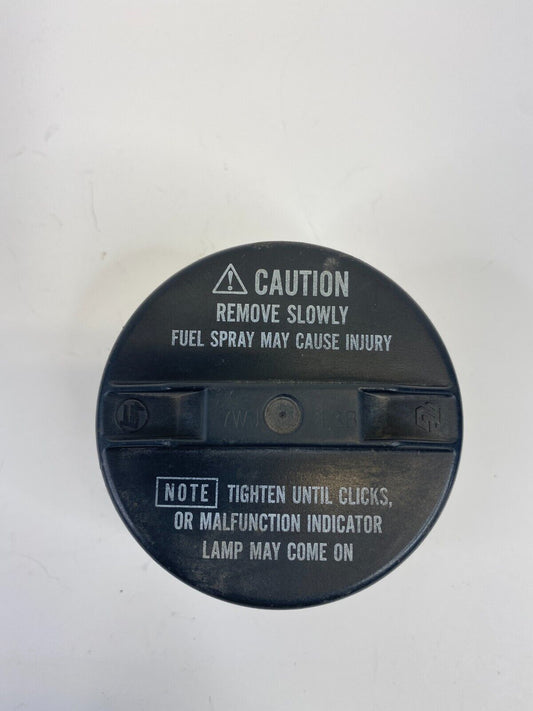 ⚠ CAUTION
REMOVE SLOWLY
FUEL SPRAY MAY CAUSE INJURY
NOTE TIGHTEN UNTIL CLICKS,
OR MALFUNCTION INDICATOR
LAMP MAY COME ON